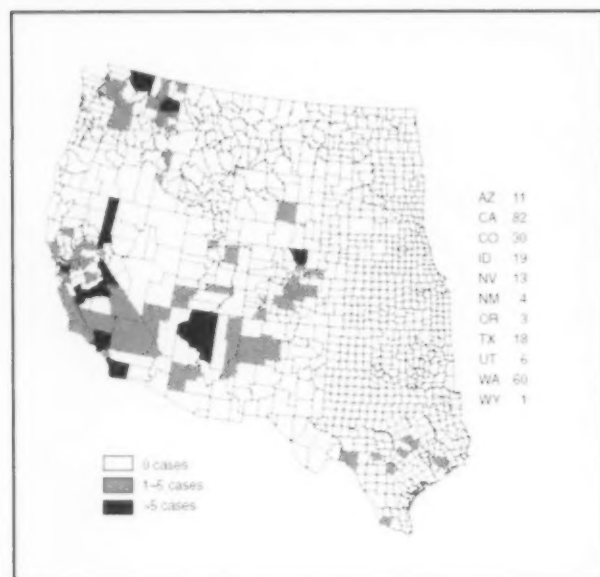 AZ 11
CA 82
CO 30
ID 19
NV 13
NM 4
OR 3
TX 18
UT 6
WA 60
WY 1
0 cases
1–5 cases
>5 cases